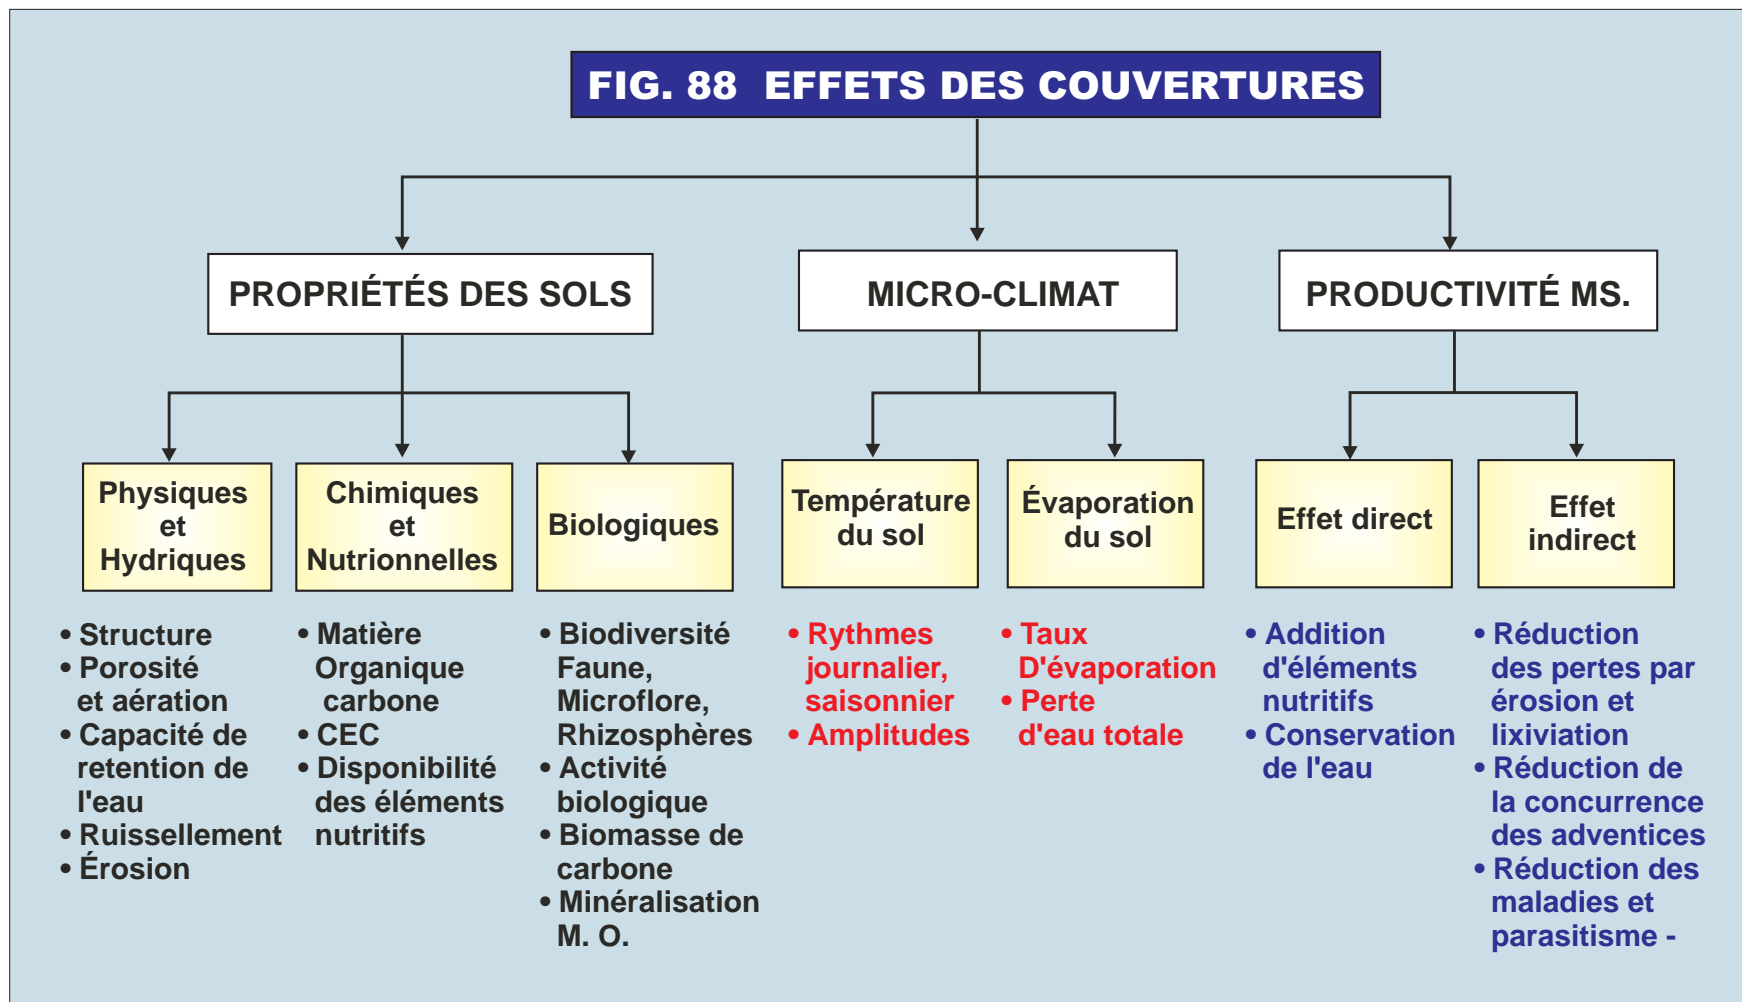 FIG. 88 EFFETS DES COUVERTURES
PROPRIÉTÉS DES SOLS
MICRO-CLIMAT
PRODUCTIVITÉ MS.
Physiques
et
Hydriques
Chimiques
et
Nutrionnelles
Biologiques
Température
du sol
Évaporation
du sol
Effet direct
Effet
indirect
• Structure
• Porosité
et aération
• Capacité de
retention de
l'eau
• Ruissellement
• Érosion
• Matière
Organique
carbone
• CEC
• Disponibilité
des éléments
nutritifs
• Biodiversité
Faune,
Microflore,
Rhizosphères
• Activité
biologique
• Biomasse de
carbone
• Minéralisation
M. O.
• Rythmes
journalier,
saisonnier
• Amplitudes
• Taux
D'évaporation
• Perte
d'eau totale
• Addition
d'éléments
nutritifs
• Conservation
de l'eau
• Réduction
des pertes par
érosion et
lixiviation
• Réduction de
la concurrence
des adventices
• Réduction des
maladies et
parasitisme -